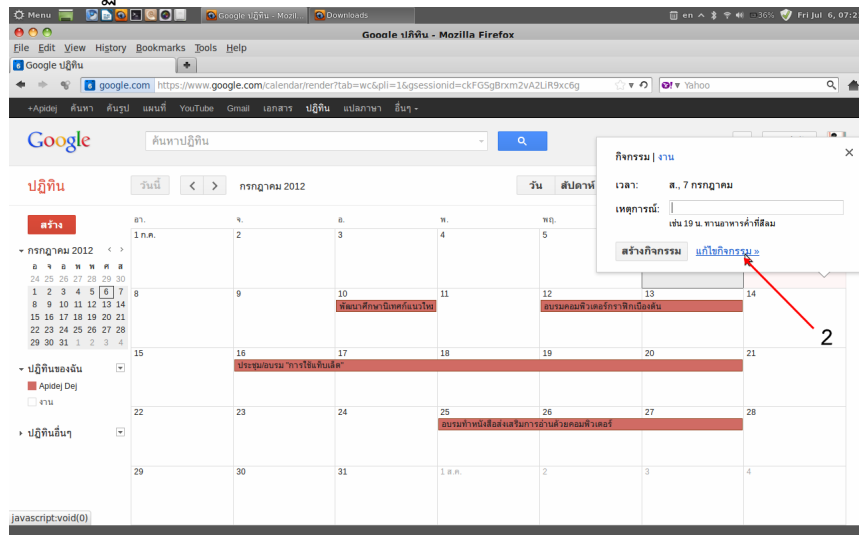 Menu Google ปฎิทิน - Mozil... Downloads en 36% Fri Jul 6, 07:2
Google ปฎิทิน - Mozilla Firefox
File Edit View History Bookmarks Tools Help
Google ปฎิทิน
google.com https://www.google.com/calendar/render?tab=wc&pli=1&gsessionid=ckFGSgBrxm2vA2LiR9xc6g Yahoo
+Apidej ค้นหา ค้นรูป แผนที่ YouTube Gmail เอกสาร ปฏิทิน แปลภาษา อื่นๆ
Google ค้นหาปฏิทิน
กิจกรรม | งาน
ปฏิทิน วันนี้ < > กรกฎาคม 2012 วัน สัปดาห์
เวลา: ส., 7 กรกฎาคม
เหตุการณ์:
เช่น 19 น. ทานอาหารค่ำที่สีลม
สร้างกิจกรรม แก้ไขกิจกรรม »
สร้าง
อา. จ. อ. พ. พฤ.
1 ก.ค. 2 3 4 5
กรกฎาคม 2012 < >
อ จ อ พ พ ศ ส
24 25 26 27 28 29 30
1 2 3 4 5 6 7
8 9 10 11 12 13 14
15 16 17 18 19 20 21
22 23 24 25 26 27 28
29 30 31 1 2 3 4
8 9 10 11 12 13 14
พัฒนาศึกษานิเทศก์แนวใหม่ อบรมคอมพิวเตอร์กราฟิกเบื้องต้น
2
15 16 17 18 19 20 21
ประชุม/อบรม "การใช้แท็บเล็ต"
ปฏิทินของฉัน
Apidej Dej
งาน
22 23 24 25 26 27 28
อบรมทำหนังสือส่งเสริมการอ่านด้วยคอมพิวเตอร์
ปฏิทินอื่นๆ
29 30 31 1 ส.ค. 2 3 4
javascript:void(0)